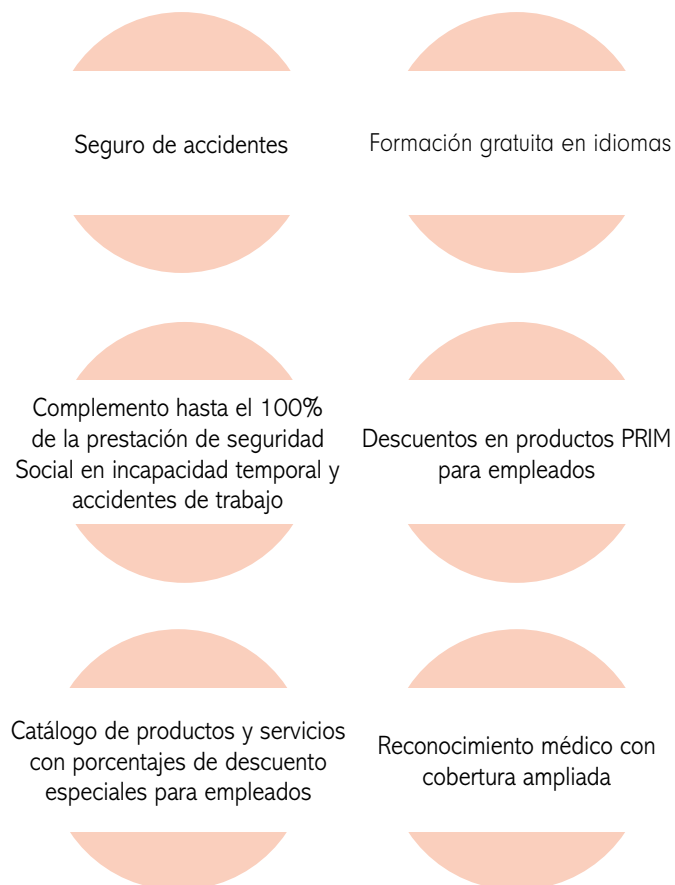 Seguro de accidentes
Formación gratuita en idiomas
Complemento hasta el 100%
de la prestación de seguridad
Social en incapacidad temporal y
accidentes de trabajo
Descuentos en productos PRIM
para empleados
Catálogo de productos y servicios
con porcentajes de descuento
especiales para empleados
Reconocimiento médico con
cobertura ampliada